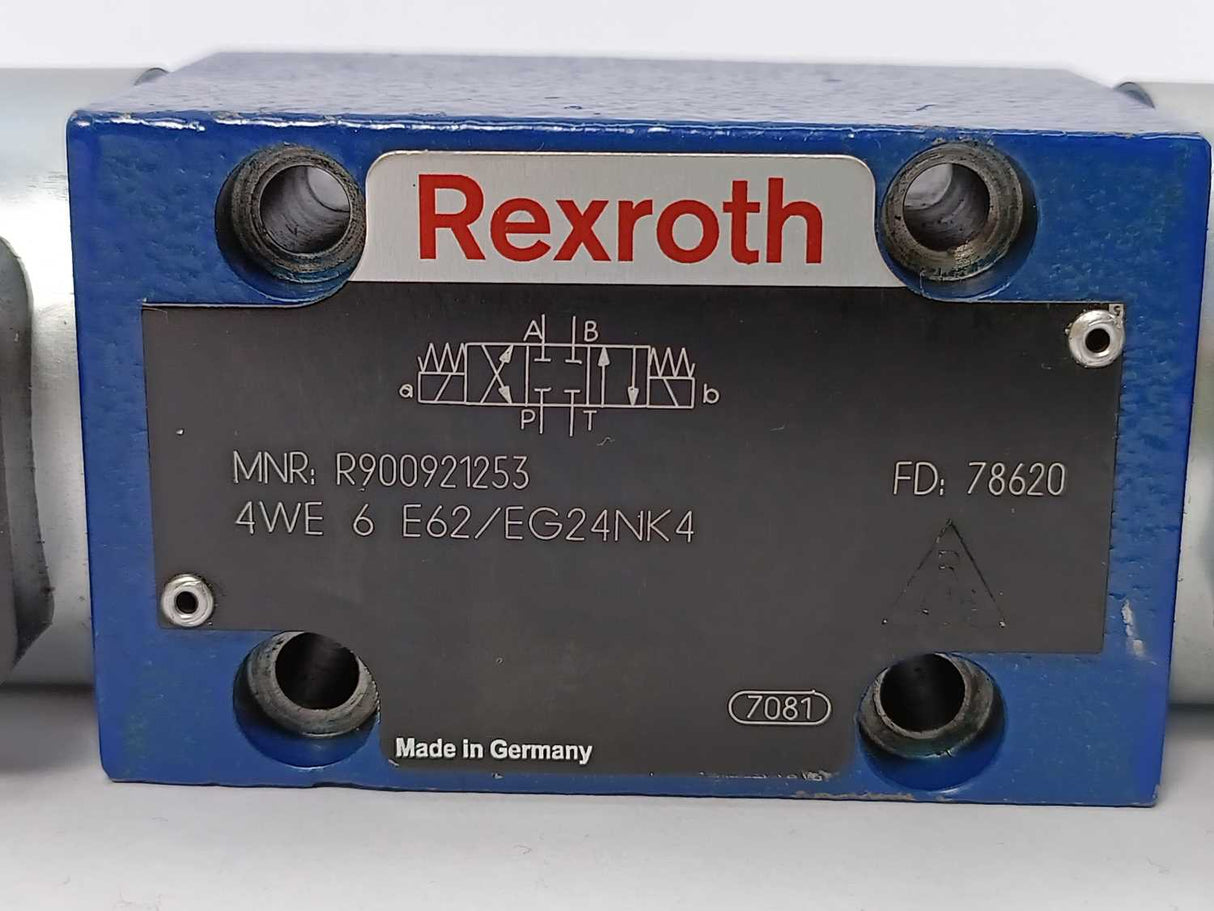 Rexroth
A B
a b
P T
MNR: R900921253 FD: 78620
4WE 6 E62/EG24NK4
7081
Made in Germany